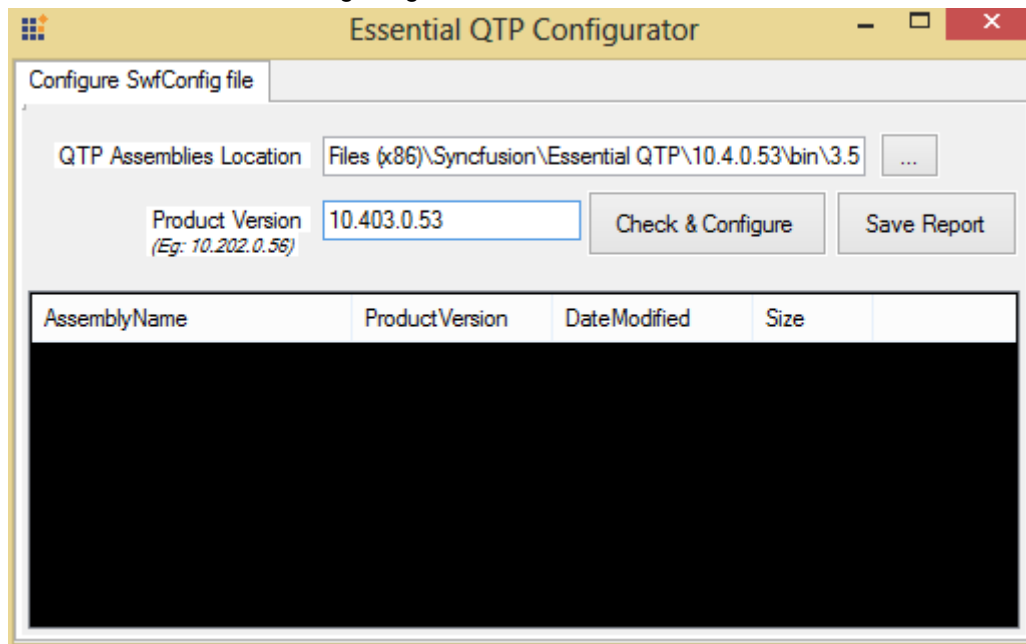 Essential QTP Configurator
Configure SwfConfig file
QTP Assemblies Location Files (x86)\Syncfusion\Essential QTP\10.4.0.53\bin\3.5 ...
Product Version 10.403.0.53 Check & Configure Save Report
(Eg: 10.202.0.56)
AssemblyName ProductVersion DateModified Size